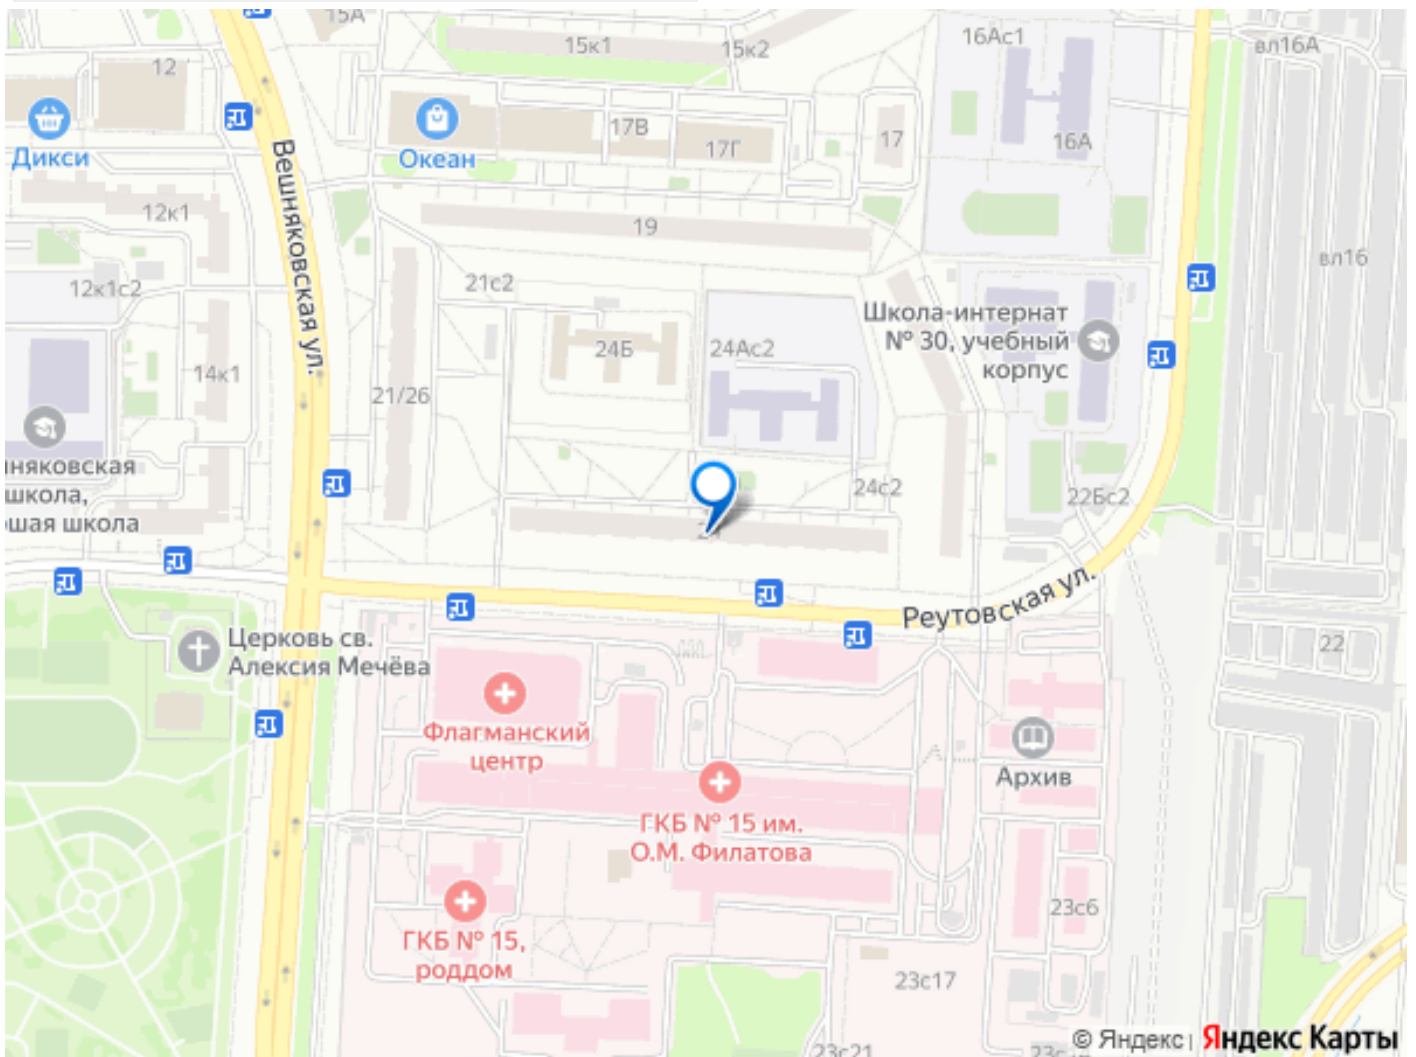 15А
15к1
15к2
16Ас1
вл16А
12
Дикси
Океан
17В
17Г
17
16А
Вешняковская ул.
12к1
19
вл16
12к1с2
21с2
Школа-интернат
№ 30, учебный
корпус
24Б
24Ас2
14к1
21/26
няковская
школа,
шая школа
24с2
22Бс2
Реутовская ул.
Церковь св.
Алексия Мечёва
22
Флагманский
центр
Архив
ГКБ № 15 им.
О.М. Филатова
23с6
ГКБ № 15,
роддом
23с17
23с21
© Яндекс | Яндекс Карты